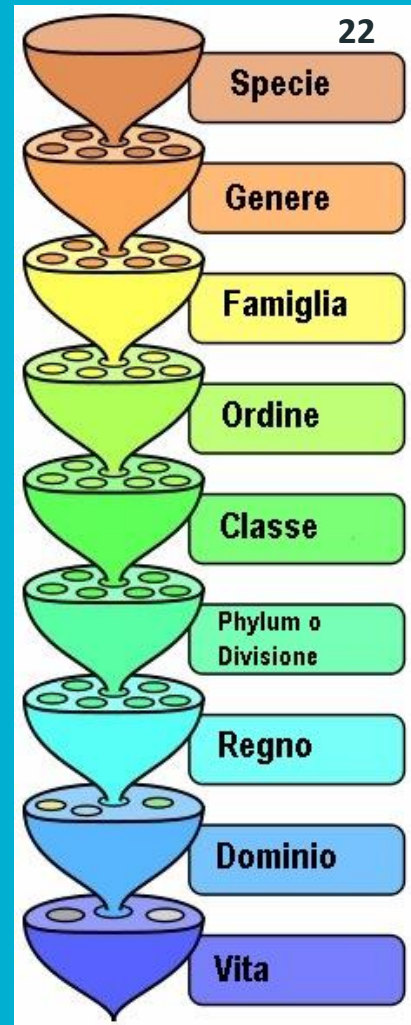 22
Specie
Genere
Famiglia
Ordine
Classe
Phylum o
Divisione
Regno
Dominio
Vita